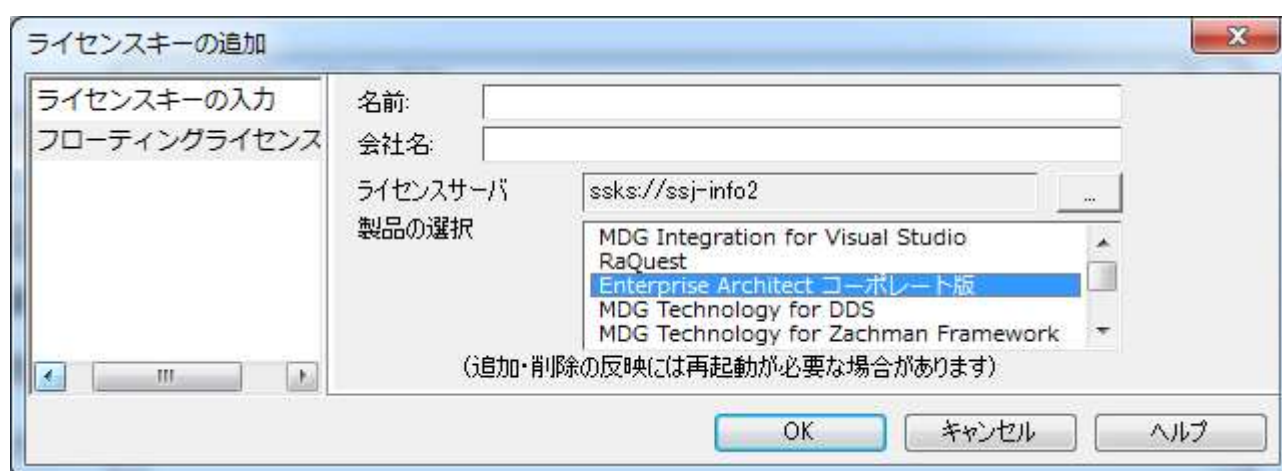 ライセンスキーの追加
ライセンスキーの入力
フローティングライセンス
名前:
会社名:
ライセンスサーバ
ssks://ssj-info2
...
製品の選択
MDG Integration for Visual Studio
RaQuest
Enterprise Architect コーポレート版
MDG Technology for DDS
MDG Technology for Zachman Framework
(追加・削除の反映には再起動が必要な場合があります)
OK
キャンセル
ヘルプ